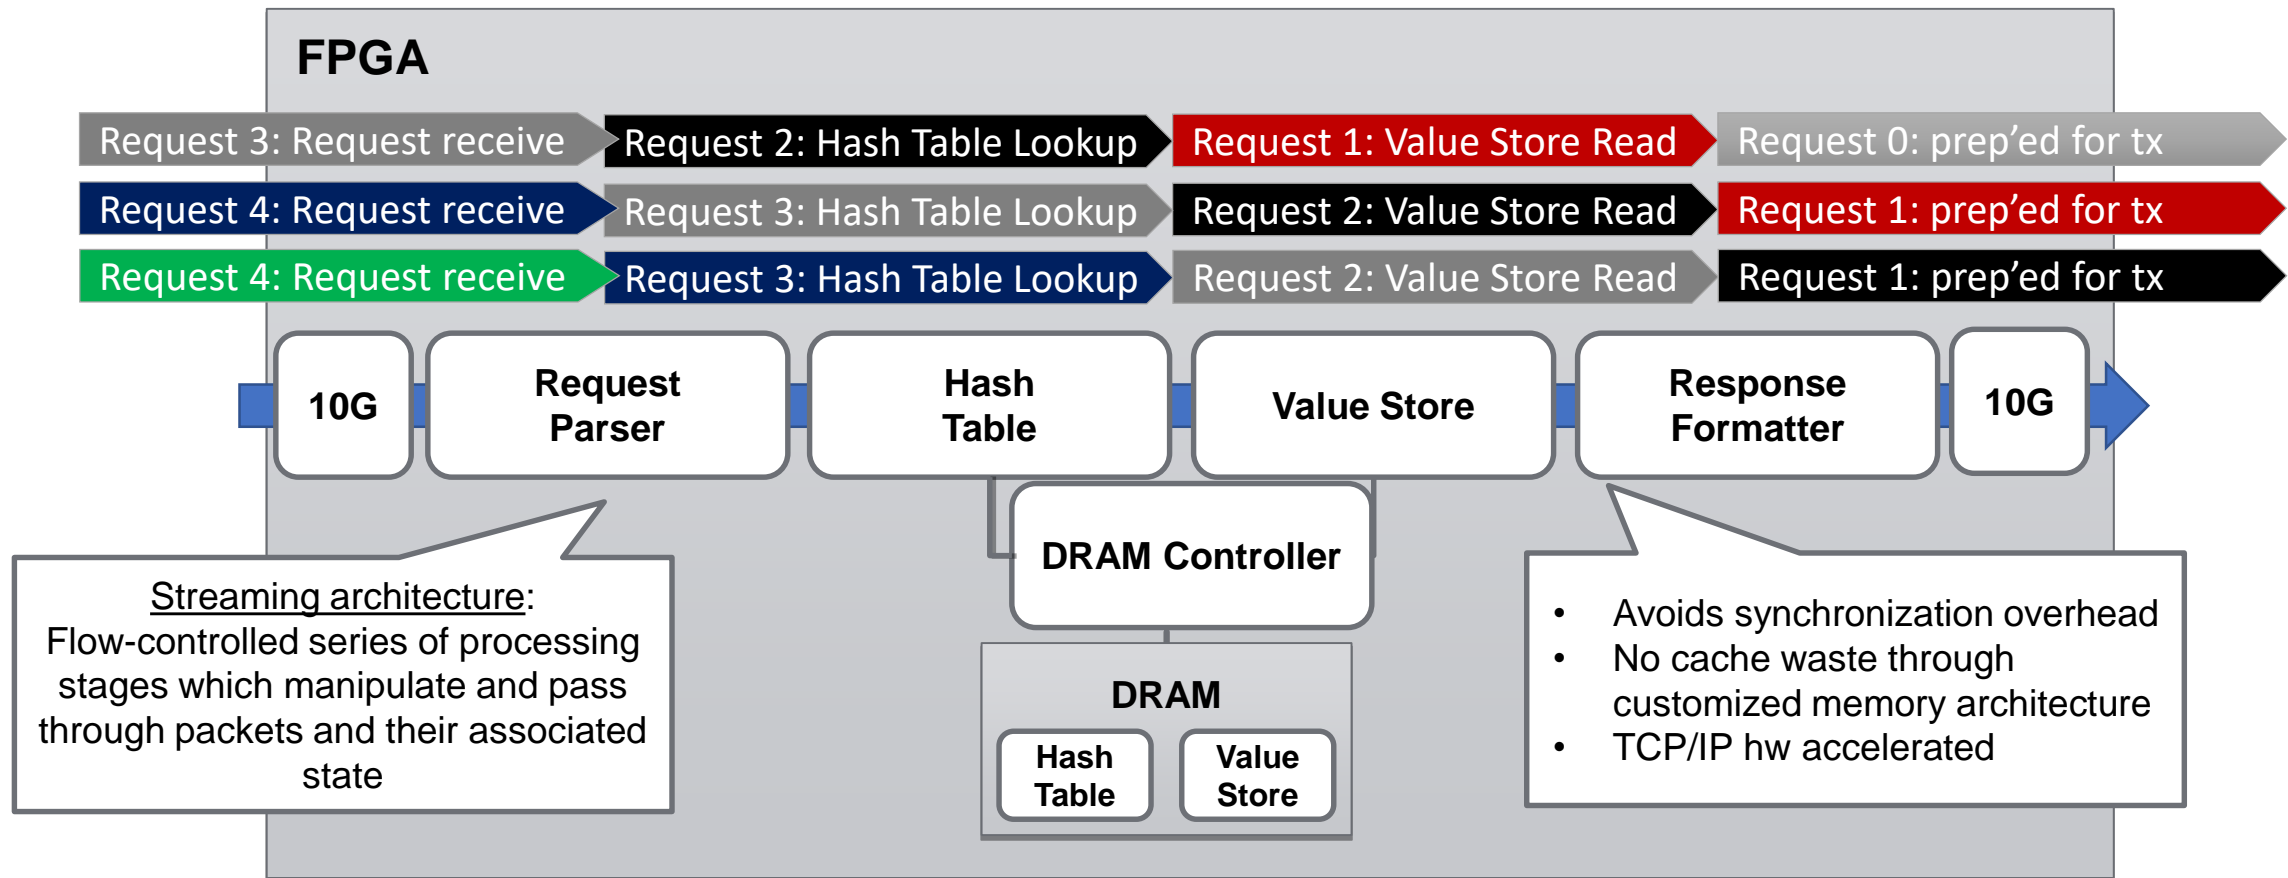 FPGA
Request 3: Request receive
Request 2: Hash Table Lookup
Request 1: Value Store Read
Request 0: prep’ed for tx
Request 4: Request receive
Request 3: Hash Table Lookup
Request 2: Value Store Read
Request 1: prep’ed for tx
Request 4: Request receive
Request 3: Hash Table Lookup
Request 2: Value Store Read
Request 1: prep’ed for tx
10G
Request
Parser
Hash
Table
Value Store
Response
Formatter
10G
DRAM Controller
DRAM
Hash
Table
Value
Store
Streaming architecture:
Flow-controlled series of processing
stages which manipulate and pass
through packets and their associated
state
• Avoids synchronization overhead
• No cache waste through
customized memory architecture
• TCP/IP hw accelerated